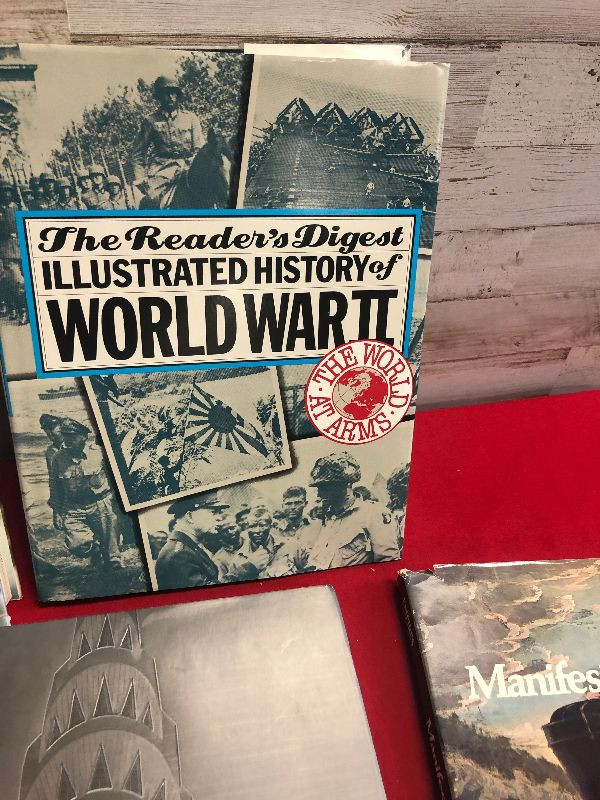 The Reader's Digest
ILLUSTRATED HISTORY of
WORLD WAR II
· THE WORLD ·
AT ARMS
Manifes